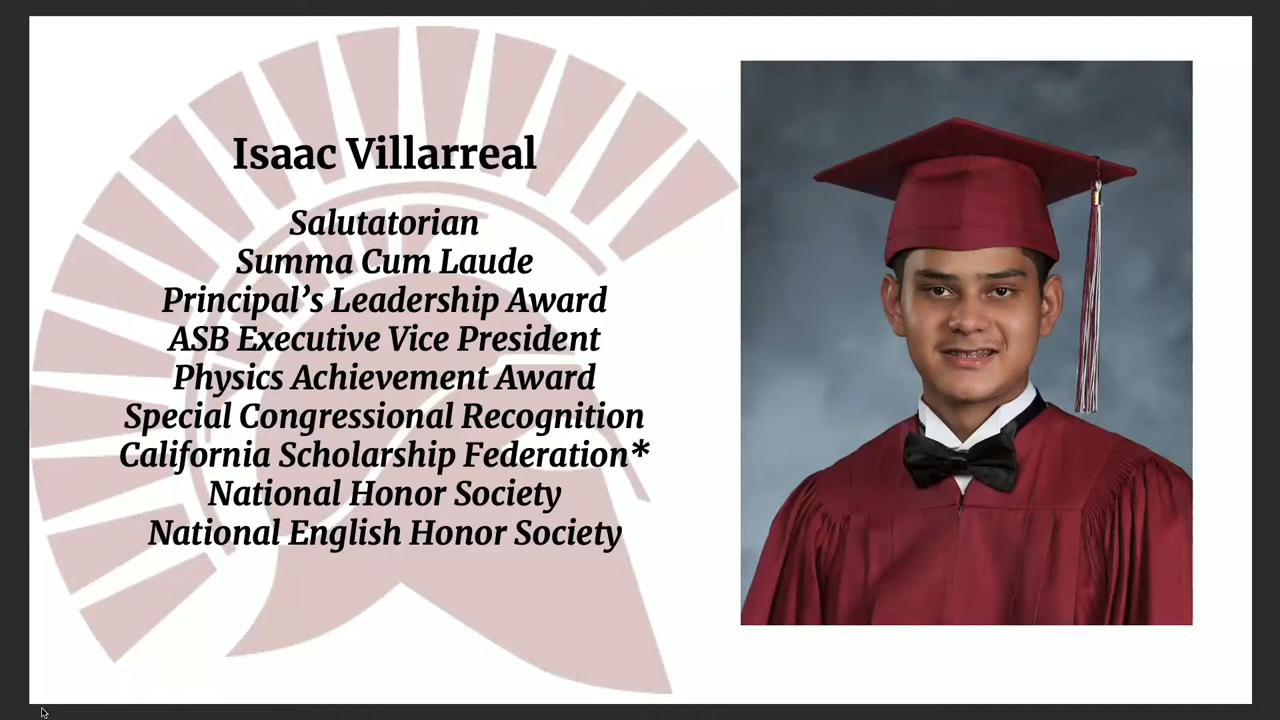 Isaac Villarreal
Salutatorian
Summa Cum Laude
Principal’s Leadership Award
ASB Executive Vice President
Physics Achievement Award
Special Congressional Recognition
California Scholarship Federation*
National Honor Society
National English Honor Society